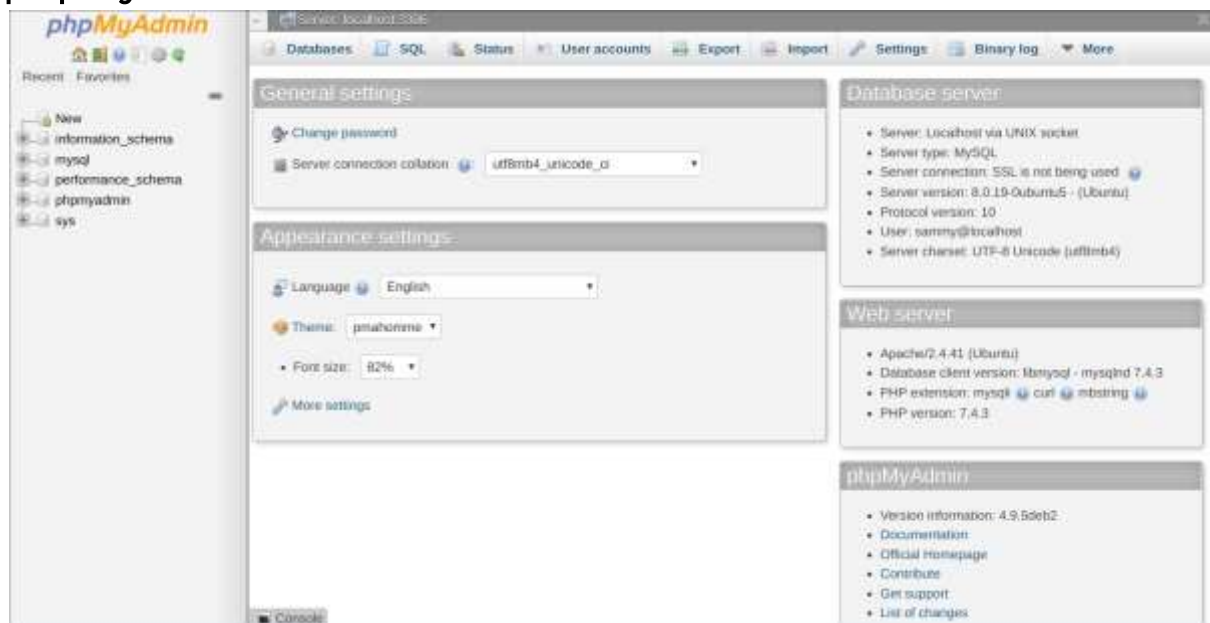 phpMyAdmin
Recent Favorites
New
information_schema
mysql
performance_schema
phpmyadmin
sys
Server: localhost:3306
Databases SQL Status User accounts Export Import Settings Binary log More
General settings
Change password
Server connection collation utf8mb4_unicode_ci
Appearance settings
Language English
Theme: pmahomme
Font size: 82%
More settings
Database server
Server: Localhost via UNIX socket
Server type: MySQL
Server connection: SSL is not being used
Server version: 8.0.19-0ubuntu5 - (Ubuntu)
Protocol version: 10
User: sammy@localhost
Server charset: UTF-8 Unicode (utf8mb4)
Web server
Apache/2.4.41 (Ubuntu)
Database client version: libmysql - mysqlnd 7.4.3
PHP extension: mysqli curl mbstring
PHP version: 7.4.3
phpMyAdmin
Version information: 4.9.5deb2
Documentation
Official Homepage
Contribute
Get support
List of changes
Console